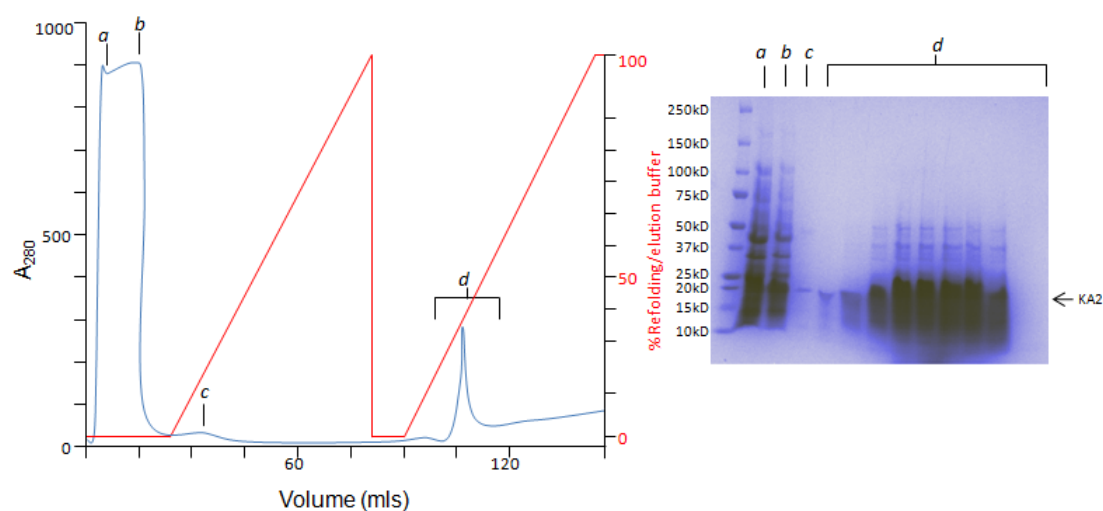 1000
500
0
A280
a
b
c
d
60
120
Volume (mls)
100
50
0
%Refolding/elution buffer
a
b
c
d
250kD
150kD
100kD
75kD
50kD
37kD
25kD
20kD
15kD
10kD
← KA2